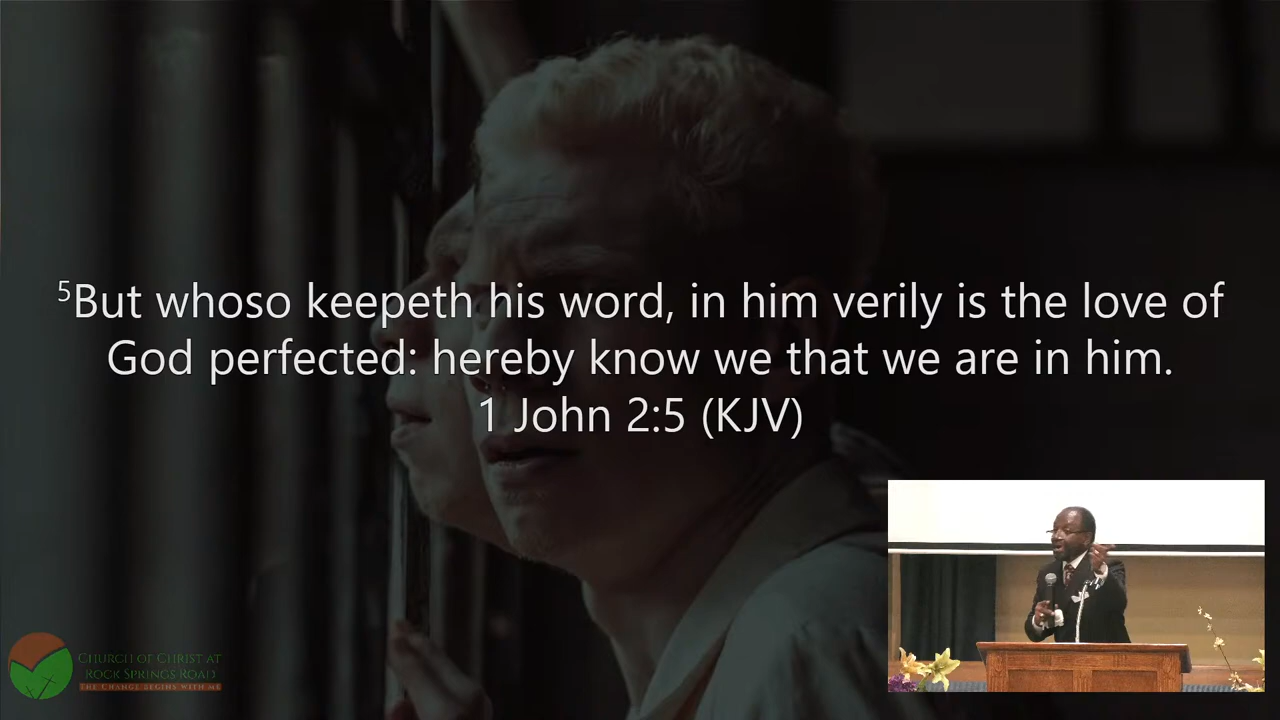 ⁵But whoso keepeth his word, in him verily is the love of
God perfected: hereby know we that we are in him.
1 John 2:5 (KJV)
CHURCH OF CHRIST AT
ROCK SPRINGS ROAD
THE CHANGE BEGINS WITH ME